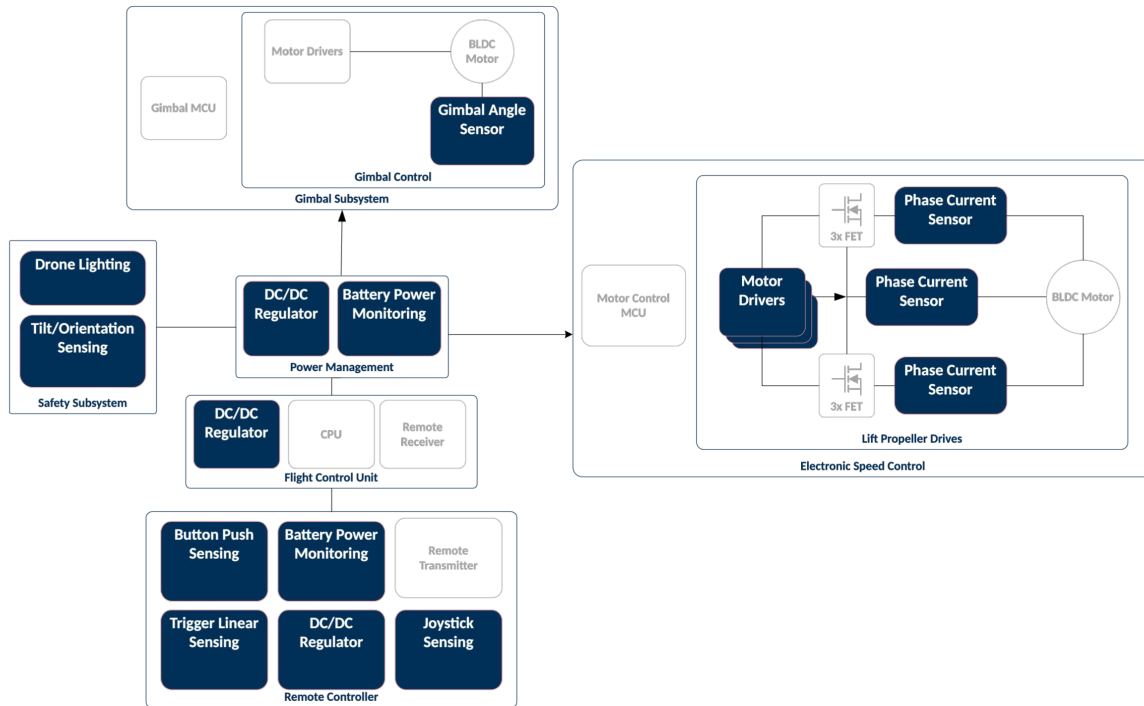 Motor Drivers
BLDC
Motor
Gimbal MCU
Gimbal Angle
Sensor
Gimbal Control
Gimbal Subsystem
Drone Lighting
Tilt/Orientation
Sensing
Safety Subsystem
DC/DC
Regulator
Battery Power
Monitoring
Power Management
DC/DC
Regulator
CPU
Remote
Receiver
Flight Control Unit
Button Push
Sensing
Battery Power
Monitoring
Remote
Transmitter
Trigger Linear
Sensing
DC/DC
Regulator
Joystick
Sensing
Remote Controller
Motor Control
MCU
Motor
Drivers
3x FET
Phase Current
Sensor
Phase Current
Sensor
BLDC Motor
3x FET
Phase Current
Sensor
Lift Propeller Drives
Electronic Speed Control